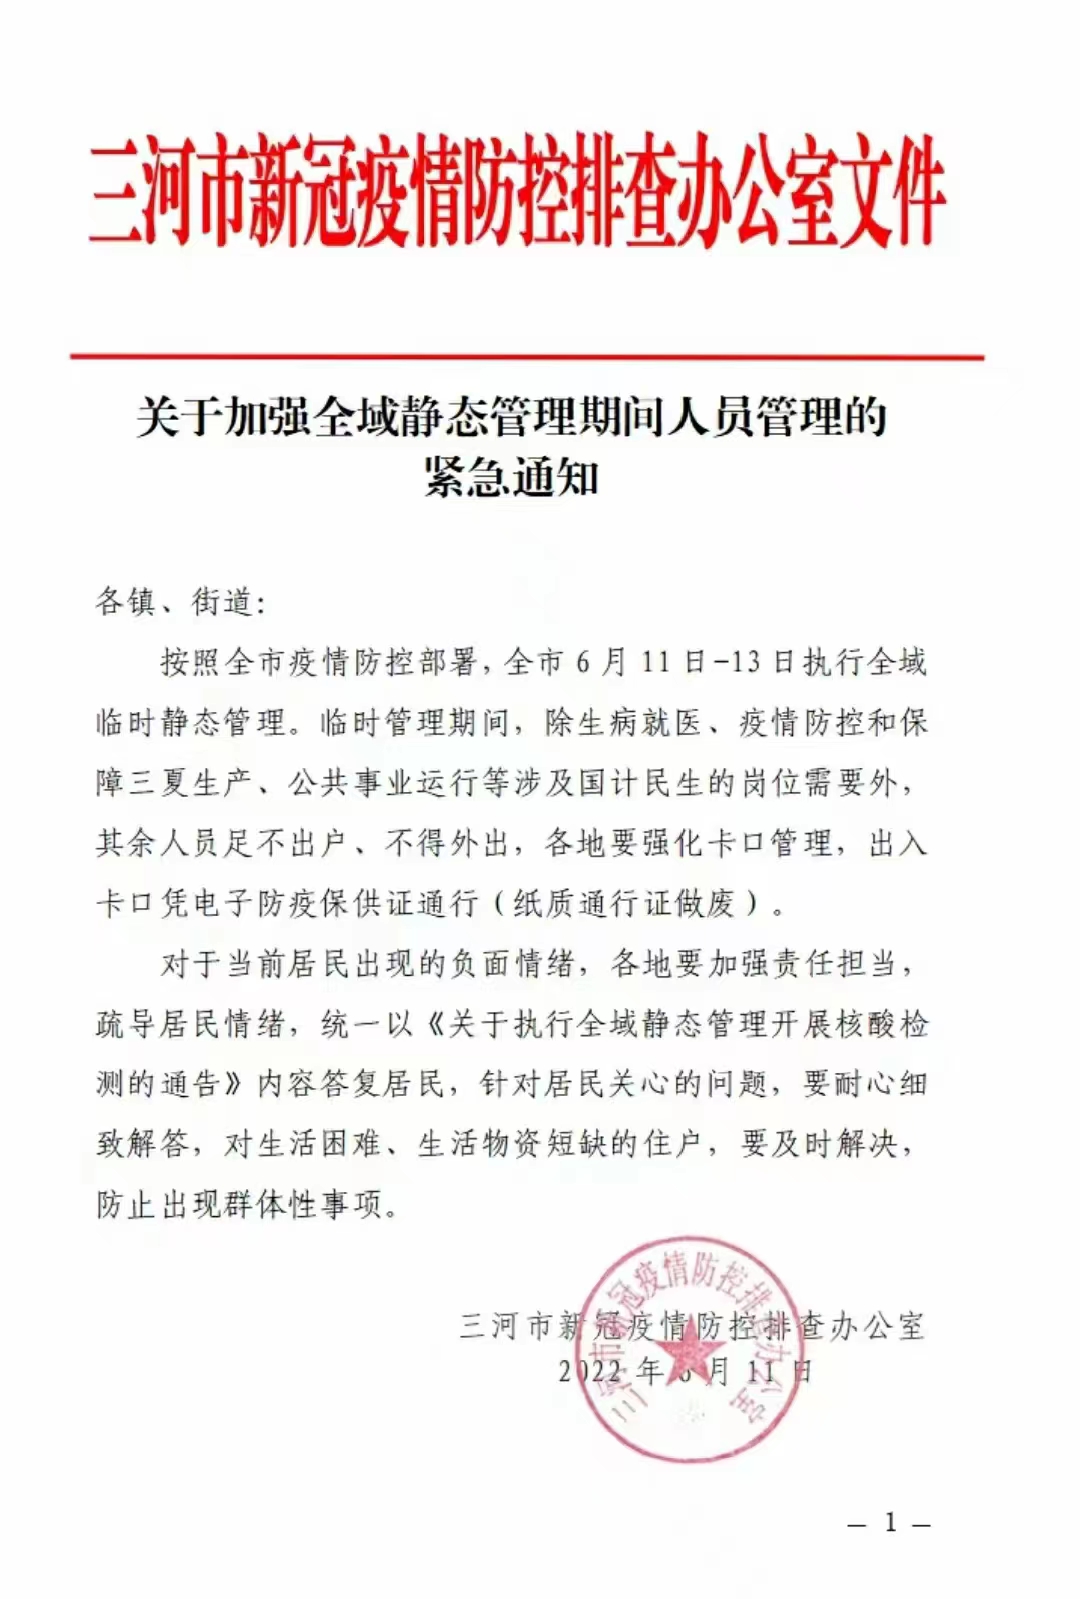 三河市新冠疫情防控排查办公室文件
关于加强全域静态管理期间人员管理的
紧急通知
各镇、街道：
按照全市疫情防控部署，全市6月11日-13日执行全域
临时静态管理。临时管理期间，除生病就医、疫情防控和保
障三夏生产、公共事业运行等涉及国计民生的岗位需要外，
其余人员足不出户、不得外出，各地要强化卡口管理，出入
卡口凭电子防疫保供证通行（纸质通行证做废）。
对于当前居民出现的负面情绪，各地要加强责任担当，
疏导居民情绪，统一以《关于执行全域静态管理开展核酸检
测的通告》内容答复居民，针对居民关心的问题，要耐心细
致解答，对生活困难、生活物资短缺的住户，要及时解决，
防止出现群体性事项。
三河市新冠疫情防控排查办公室
三河市新冠疫情防控排查办公室
2022年6月11日
— 1 —